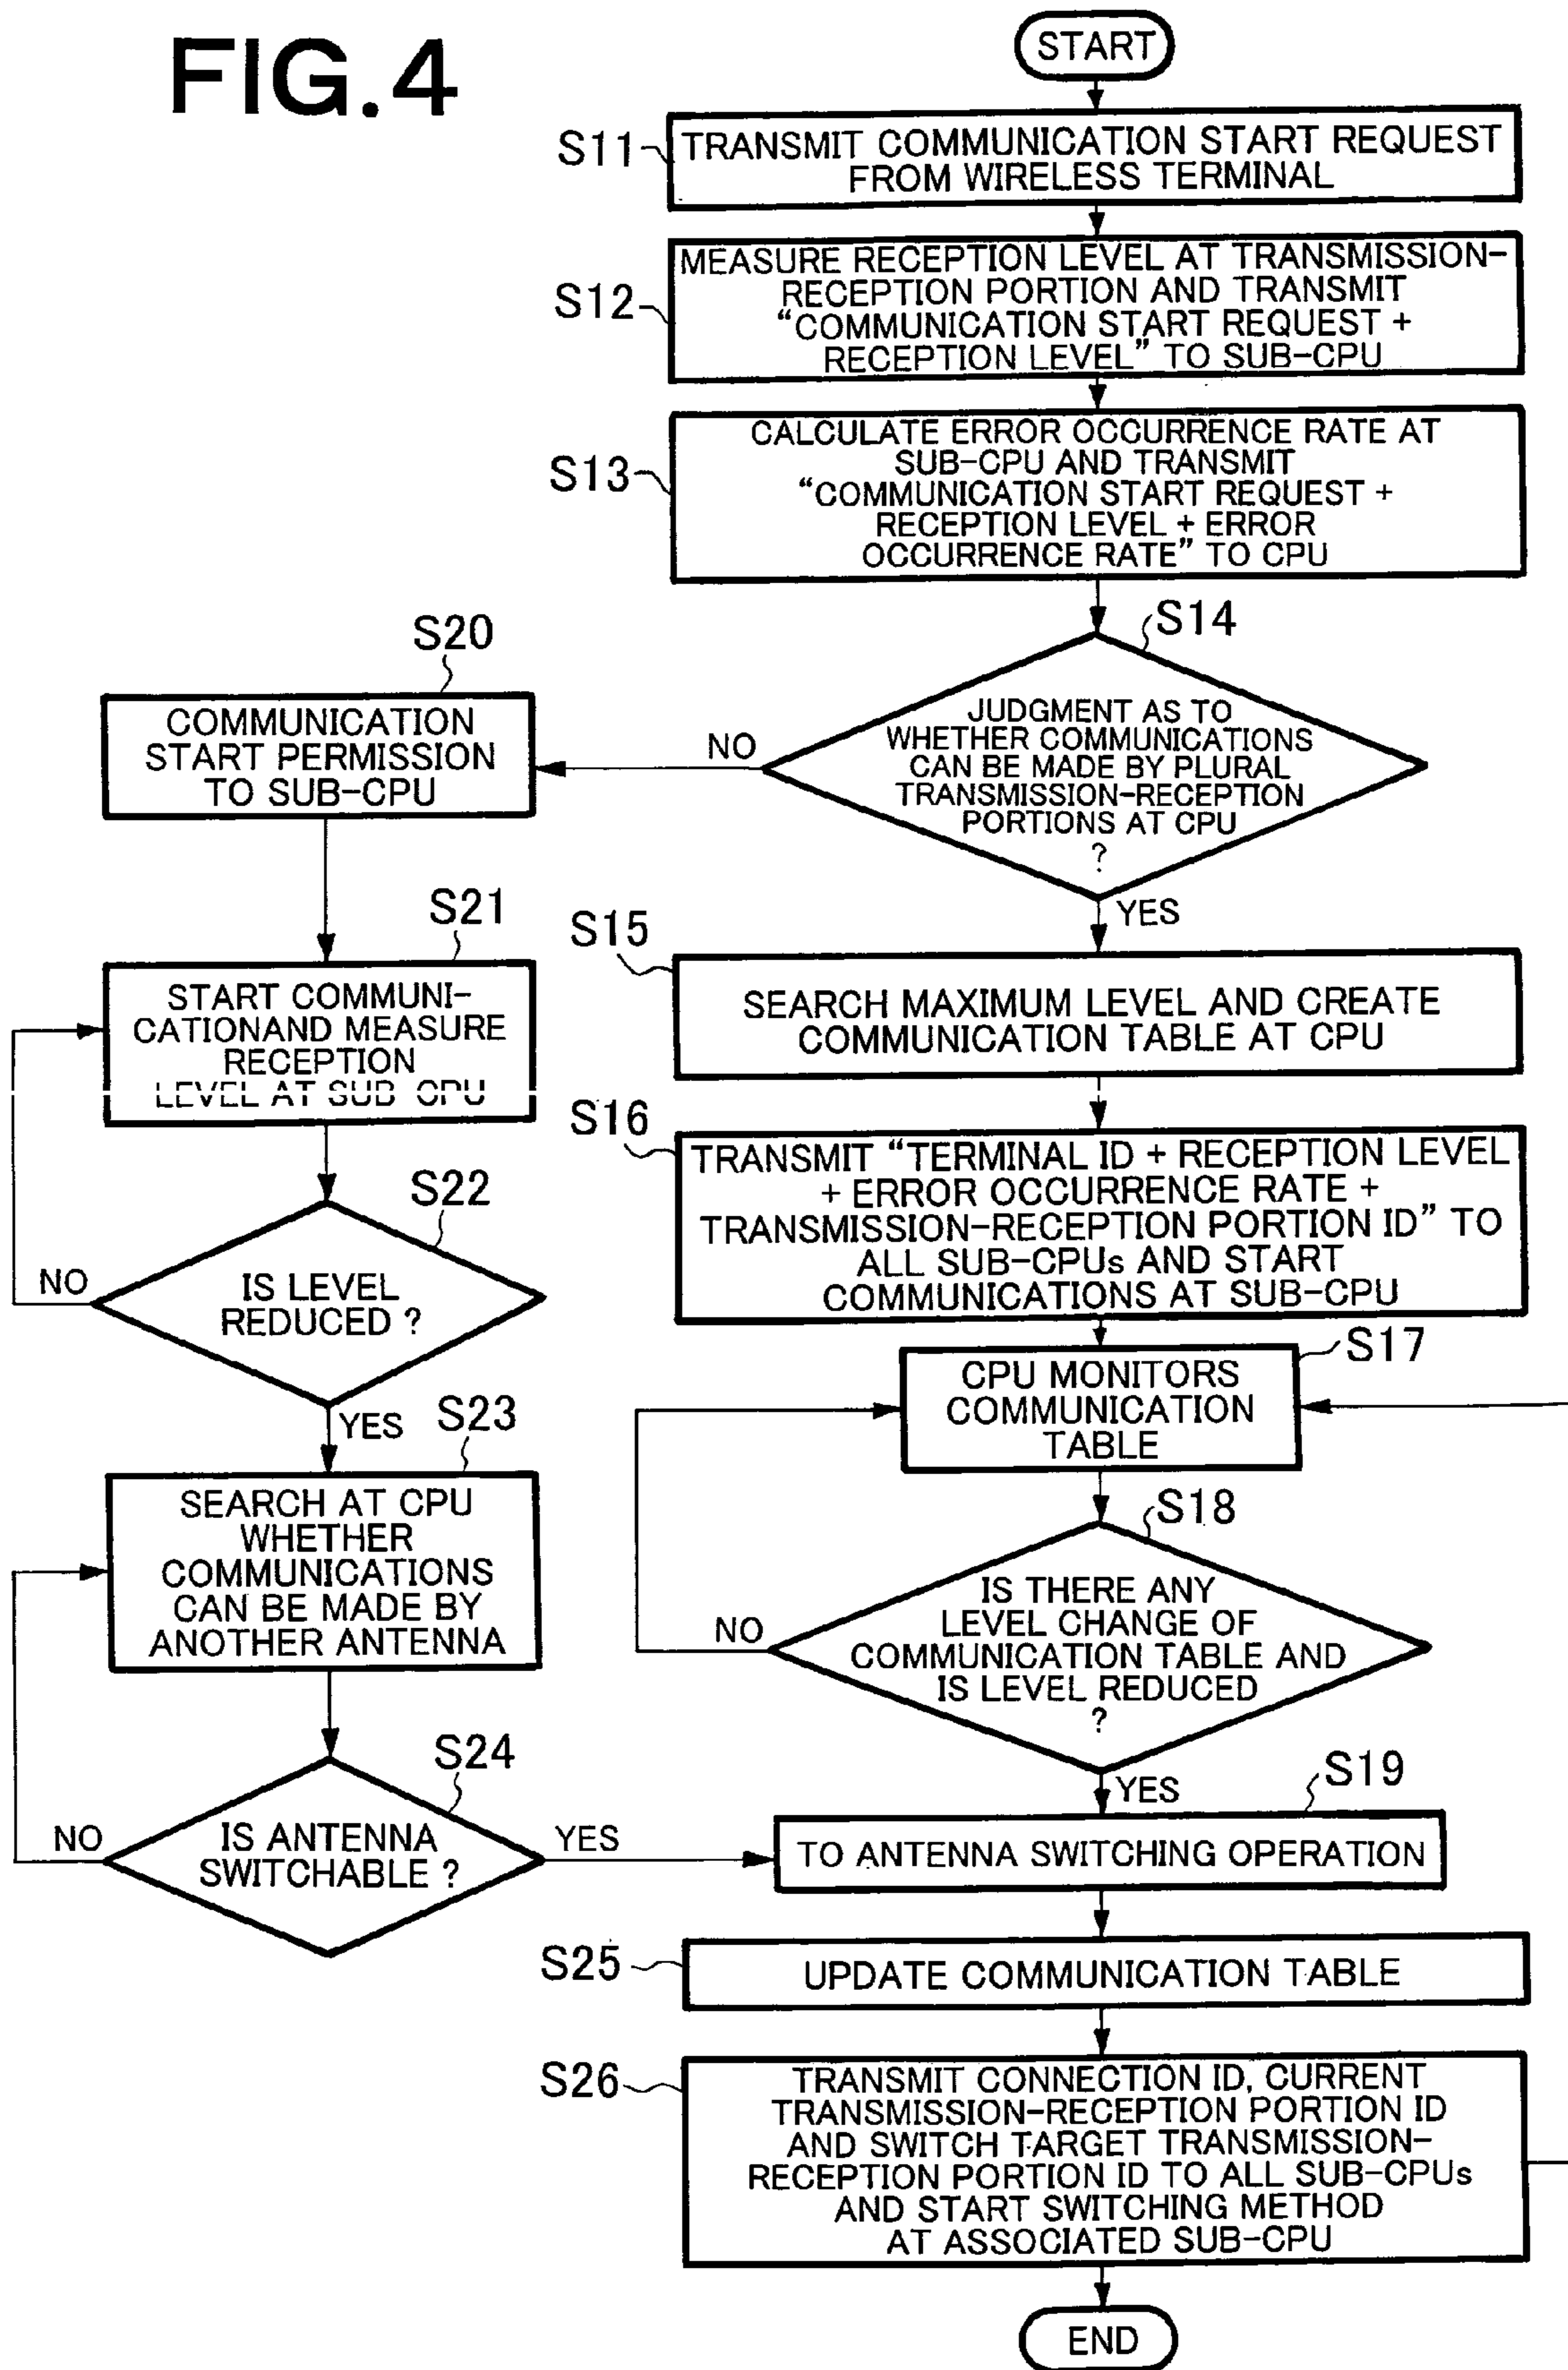 FIG.4
START
S11
TRANSMIT COMMUNICATION START REQUEST
FROM WIRELESS TERMINAL
S12
MEASURE RECEPTION LEVEL AT TRANSMISSION-
RECEPTION PORTION AND TRANSMIT
“COMMUNICATION START REQUEST +
RECEPTION LEVEL” TO SUB-CPU
S13
CALCULATE ERROR OCCURRENCE RATE AT
SUB-CPU AND TRANSMIT
“COMMUNICATION START REQUEST +
RECEPTION LEVEL + ERROR
OCCURRENCE RATE” TO CPU
S14
JUDGMENT AS TO
WHETHER COMMUNICATIONS
CAN BE MADE BY PLURAL
TRANSMISSION-RECEPTION
PORTIONS AT CPU
?
NO
YES
S20
COMMUNICATION
START PERMISSION
TO SUB-CPU
S21
START COMMUNI-
CATIONAND MEASURE
RECEPTION
LEVEL AT SUB-CPU
S22
IS LEVEL
REDUCED ?
NO
YES
S23
SEARCH AT CPU
WHETHER
COMMUNICATIONS
CAN BE MADE BY
ANOTHER ANTENNA
S24
IS ANTENNA
SWITCHABLE ?
NO
YES
S15
SEARCH MAXIMUM LEVEL AND CREATE
COMMUNICATION TABLE AT CPU
S16
TRANSMIT “TERMINAL ID + RECEPTION LEVEL
+ ERROR OCCURRENCE RATE +
TRANSMISSION-RECEPTION PORTION ID” TO
ALL SUB-CPUs AND START
COMMUNICATIONS AT SUB-CPU
S17
CPU MONITORS
COMMUNICATION
TABLE
S18
IS THERE ANY
LEVEL CHANGE OF
COMMUNICATION TABLE AND
IS LEVEL REDUCED
?
NO
YES
S19
TO ANTENNA SWITCHING OPERATION
S25
UPDATE COMMUNICATION TABLE
S26
TRANSMIT CONNECTION ID, CURRENT
TRANSMISSION-RECEPTION PORTION ID
AND SWITCH TARGET TRANSMISSION-
RECEPTION PORTION ID TO ALL SUB-CPUs
AND START SWITCHING METHOD
AT ASSOCIATED SUB-CPU
END